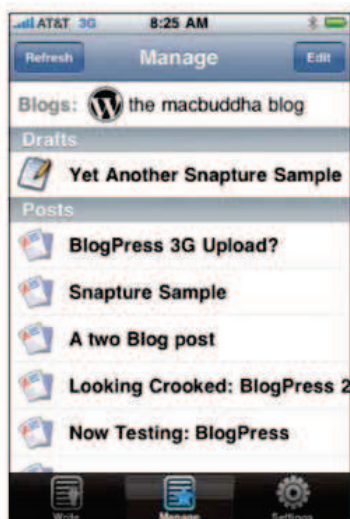 AT&T 3G 8:25 AM
Refresh Manage Edit
Blogs: the macbuddha blog
Drafts
Yet Another Snapture Sample
Posts
BlogPress 3G Upload?
Snapture Sample
A two Blog post
Looking Crooked: BlogPress 2
Now Testing: BlogPress
Write Manage Settings